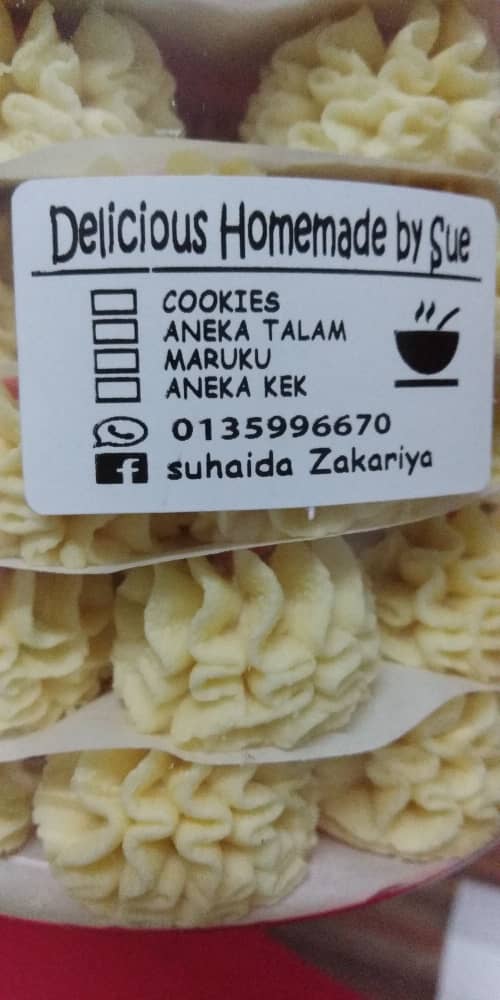 Delicious Homemade by Sue
COOKIES
ANEKA TALAM
MARUKU
ANEKA KEK
0135996670
suhaida Zakariya